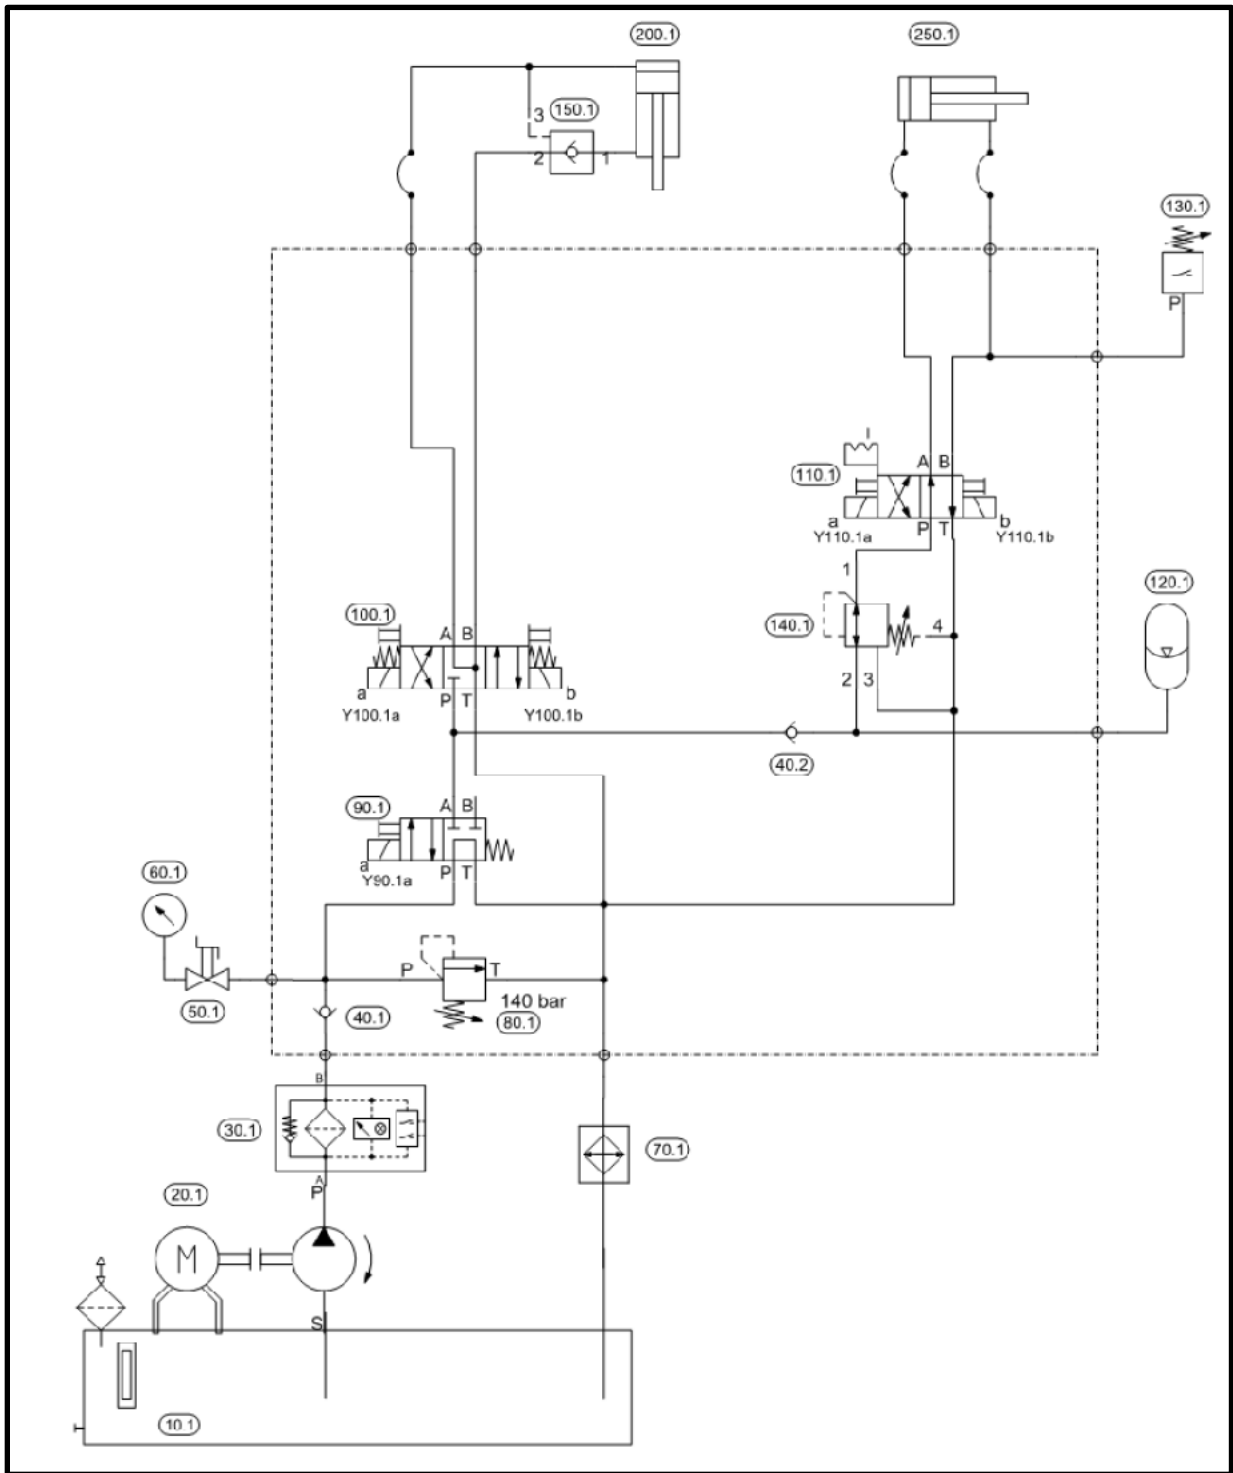 200.1
250.1
3
150.1
2
1
130.1
P
I
A B
110.1
a
P T
b
Y110.1a
Y110.1b
1
120.1
100.1
140.1
4
A B
2 3
a
P T
b
Y100.1a
Y100.1b
40.2
90.1
A B
a
P T
Y90.1a
60.1
P
T
50.1
40.1
140 bar
80.1
B
30.1
A
P
70.1
20.1
M
S
10.1